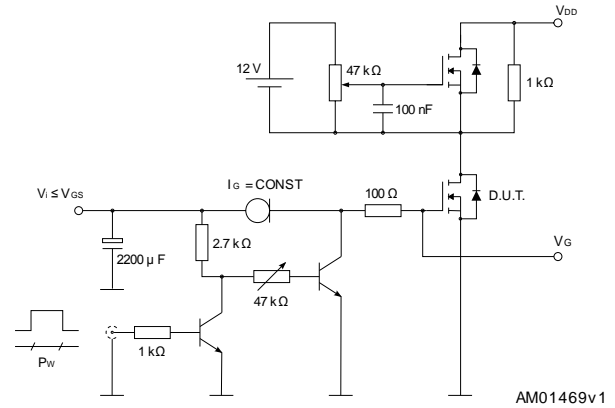 VDD
12 V
47 kΩ
1 kΩ
100 nF
Vi ≤ VGS
IG = CONST
100 Ω
D.U.T.
VG
2200 μF
2.7 kΩ
47 kΩ
1 kΩ
PW
AM01469v1